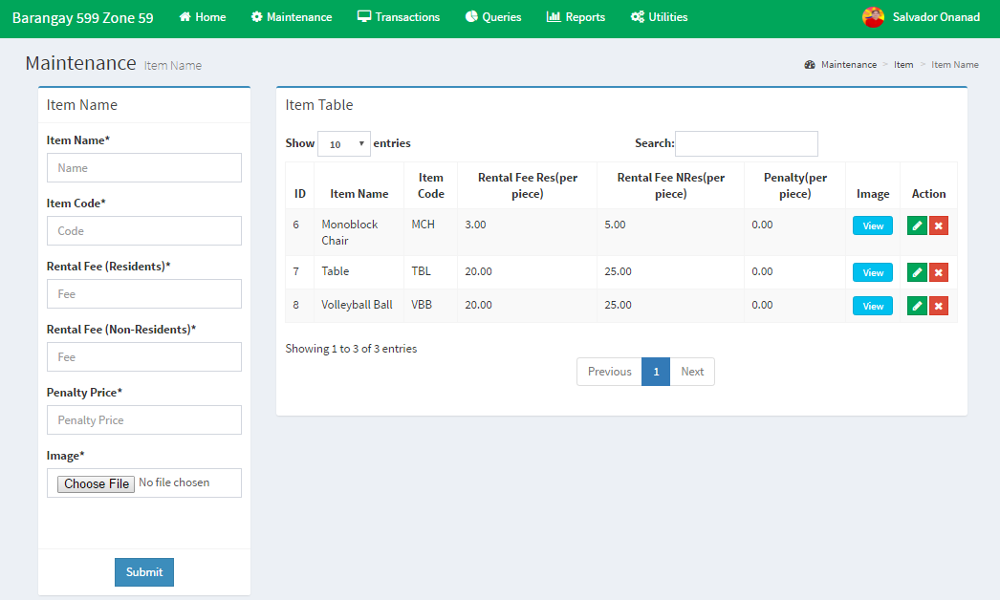 Barangay 599 Zone 59 Home Maintenance Transactions Queries Reports Utilities Salvador Onanad
Maintenance Item Name
Maintenance > Item > Item Name
Item Name
Item Name*
Name
Item Code*
Code
Rental Fee (Residents)*
Fee
Rental Fee (Non-Residents)*
Fee
Penalty Price*
Penalty Price
Image*
Choose File No file chosen
Submit
Item Table
Show 10 entries Search:
ID Item Name Item Code Rental Fee Res(per piece) Rental Fee NRes(per piece) Penalty(per piece) Image Action
6 Monoblock Chair MCH 3.00 5.00 0.00 View
7 Table TBL 20.00 25.00 0.00 View
8 Volleyball Ball VBB 20.00 25.00 0.00 View
Showing 1 to 3 of 3 entries
Previous 1 Next